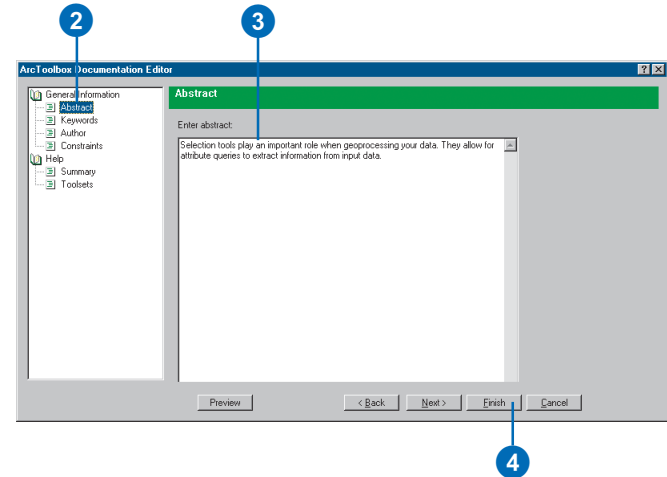 2
3
ArcToolbox Documentation Editor
General Information
Abstract
Keywords
Author
Constraints
Help
Summary
Toolsets
Abstract
Enter abstract:
Selection tools play an important role when geoprocessing your data. They allow for
attribute queries to extract information from input data.
Preview
< Back
Next >
Finish
Cancel
4